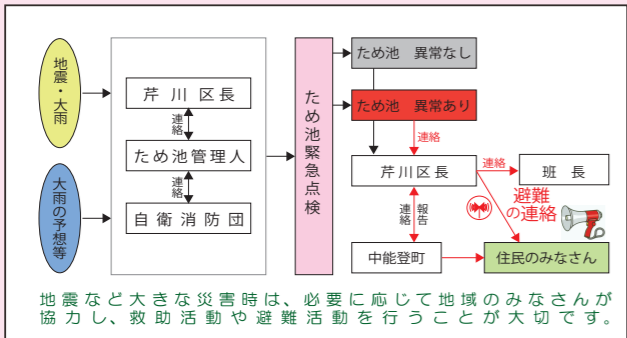 地震・大雨
大雨の予想等
芹川区長
連絡
ため池管理人
連絡
自衛消防団
ため池緊急点検
ため池 異常なし
ため池 異常あり
連絡
芹川区長
連絡
班長
避難
の連絡
連絡
報告
中能登町
住民のみなさん
地震など大きな災害時は、必要に応じて地域のみなさんが
協力し、救助活動や避難活動を行うことが大切です。